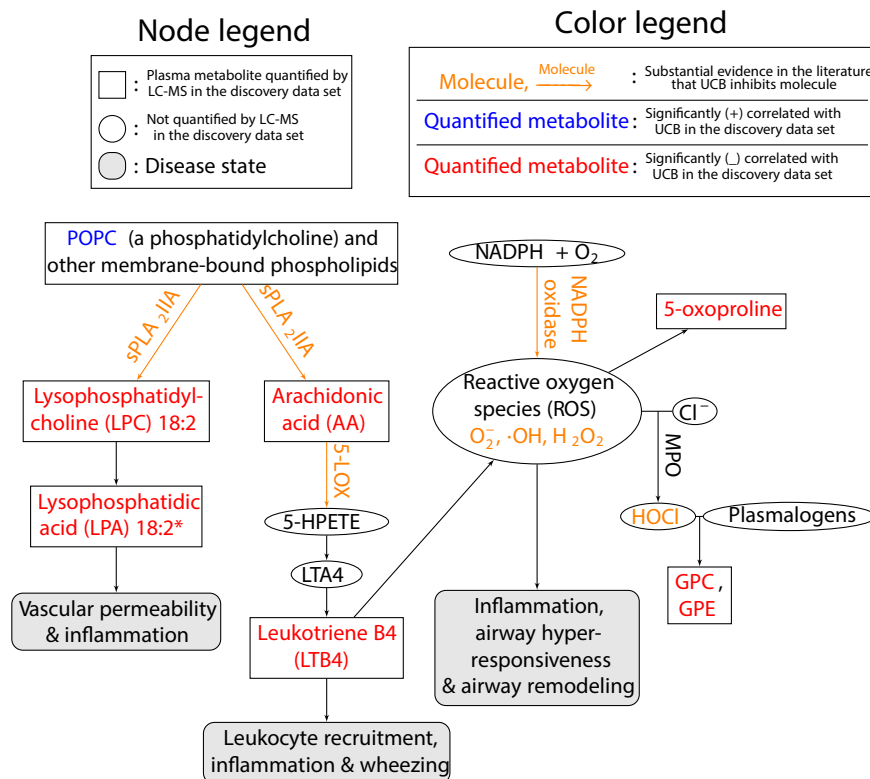 Node legend
Plasma metabolite quantified by
: LC-MS in the discovery data set
Not quantified by LC-MS
: in the discovery data set
: Disease state
Color legend
Molecule, Molecule : Substantial evidence in the literature
that UCB inhibits molecule
Quantified metabolite : Significantly (+) correlated with
UCB in the discovery data set
Quantified metabolite : Significantly (_) correlated with
UCB in the discovery data set
POPC (a phosphatidylcholine) and
other membrane-bound phospholipids
sPLA 2IIA
sPLA 2IIA
Lysophosphatidyl-
choline (LPC) 18:2
Arachidonic
acid (AA)
5-LOX
Lysophosphatidic
acid (LPA) 18:2*
5-HPETE
LTA4
Vascular permeability
& inflammation
Leukotriene B4
(LTB4)
Leukocyte recruitment,
inflammation & wheezing
NADPH + O2
NADPH
oxidase
5-oxoproline
Reactive oxygen
species (ROS)
O2−, ·OH, H 2O2
Cl−
MPO
HOCl
Plasmalogens
GPC ,
GPE
Inflammation,
airway hyper-
responsiveness
& airway remodeling